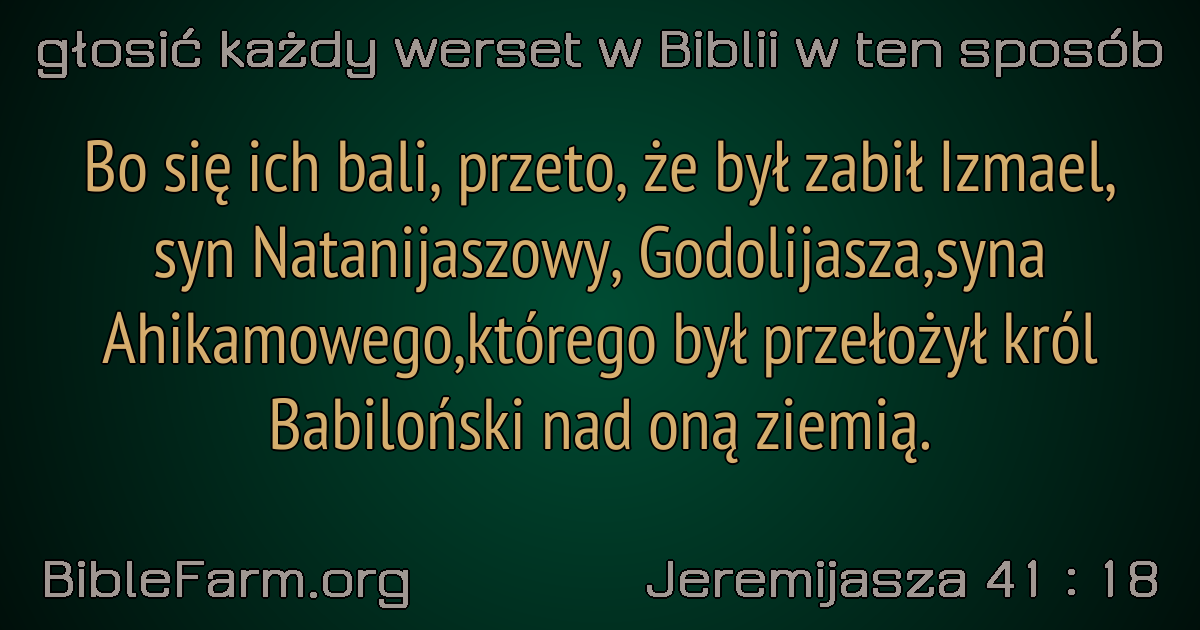 głosić każdy werset w Biblii w ten sposób
Bo się ich bali, przeto, że był zabił Izmael,
syn Natanijaszowy, Godolijasza,syna
Ahikamowego,którego był przełożył król
Babiloński nad oną ziemią.
BibleFarm.org
Jeremijasza 41 : 18